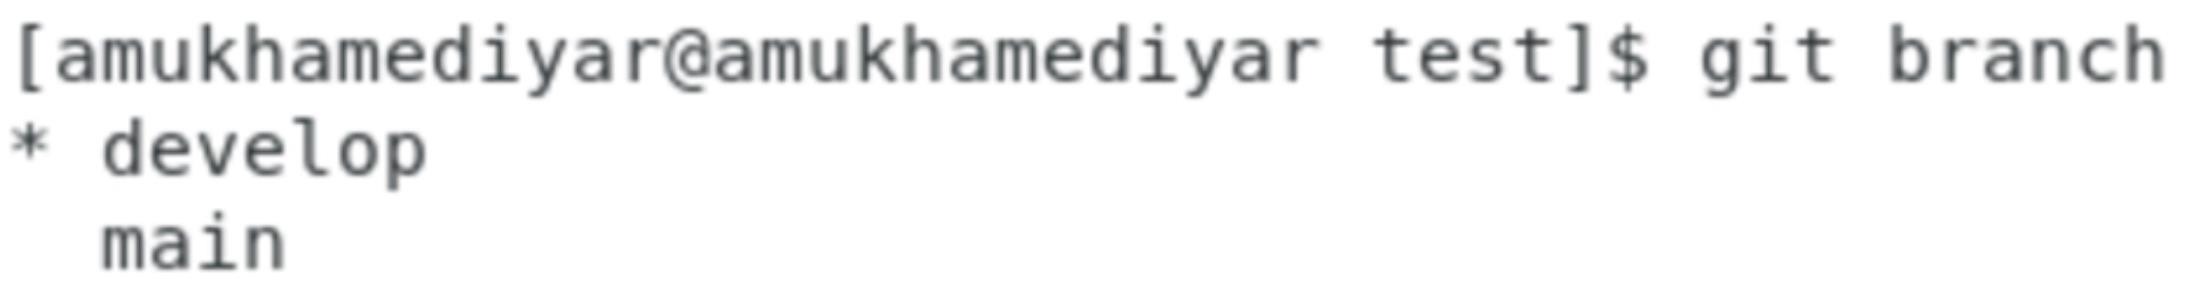 [amukhamediyar@amukhamediyar test]$ git branch
* develop
  main